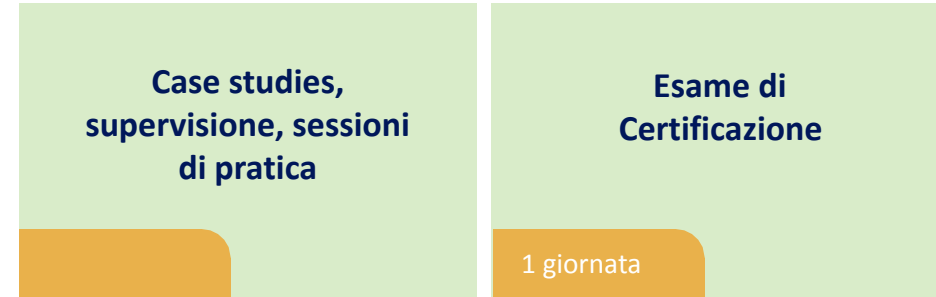 Case studies,
supervisione, sessioni
di pratica
Esame di
Certificazione
1 giornata